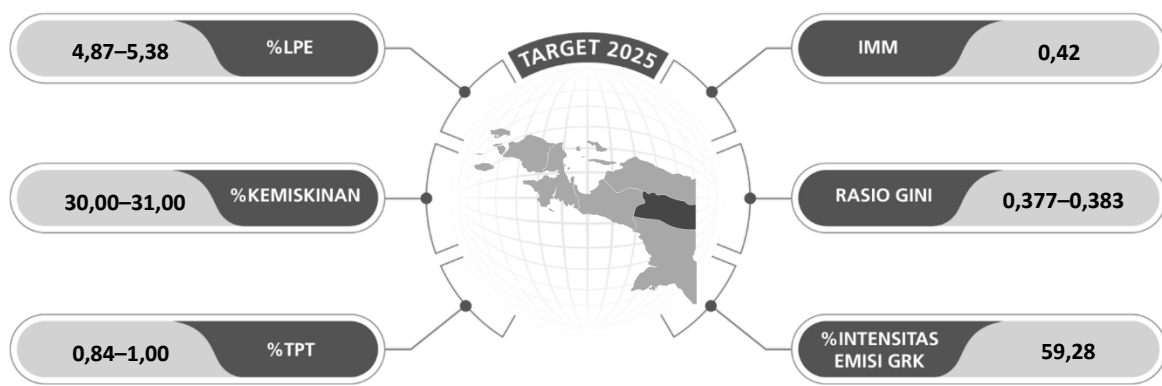 TARGET 2025
4,87–5,38 %LPE
30,00–31,00 %KEMISKINAN
0,84–1,00 %TPT
IMM 0,42
RASIO GINI 0,377–0,383
%INTENSITAS
EMISI GRK 59,28